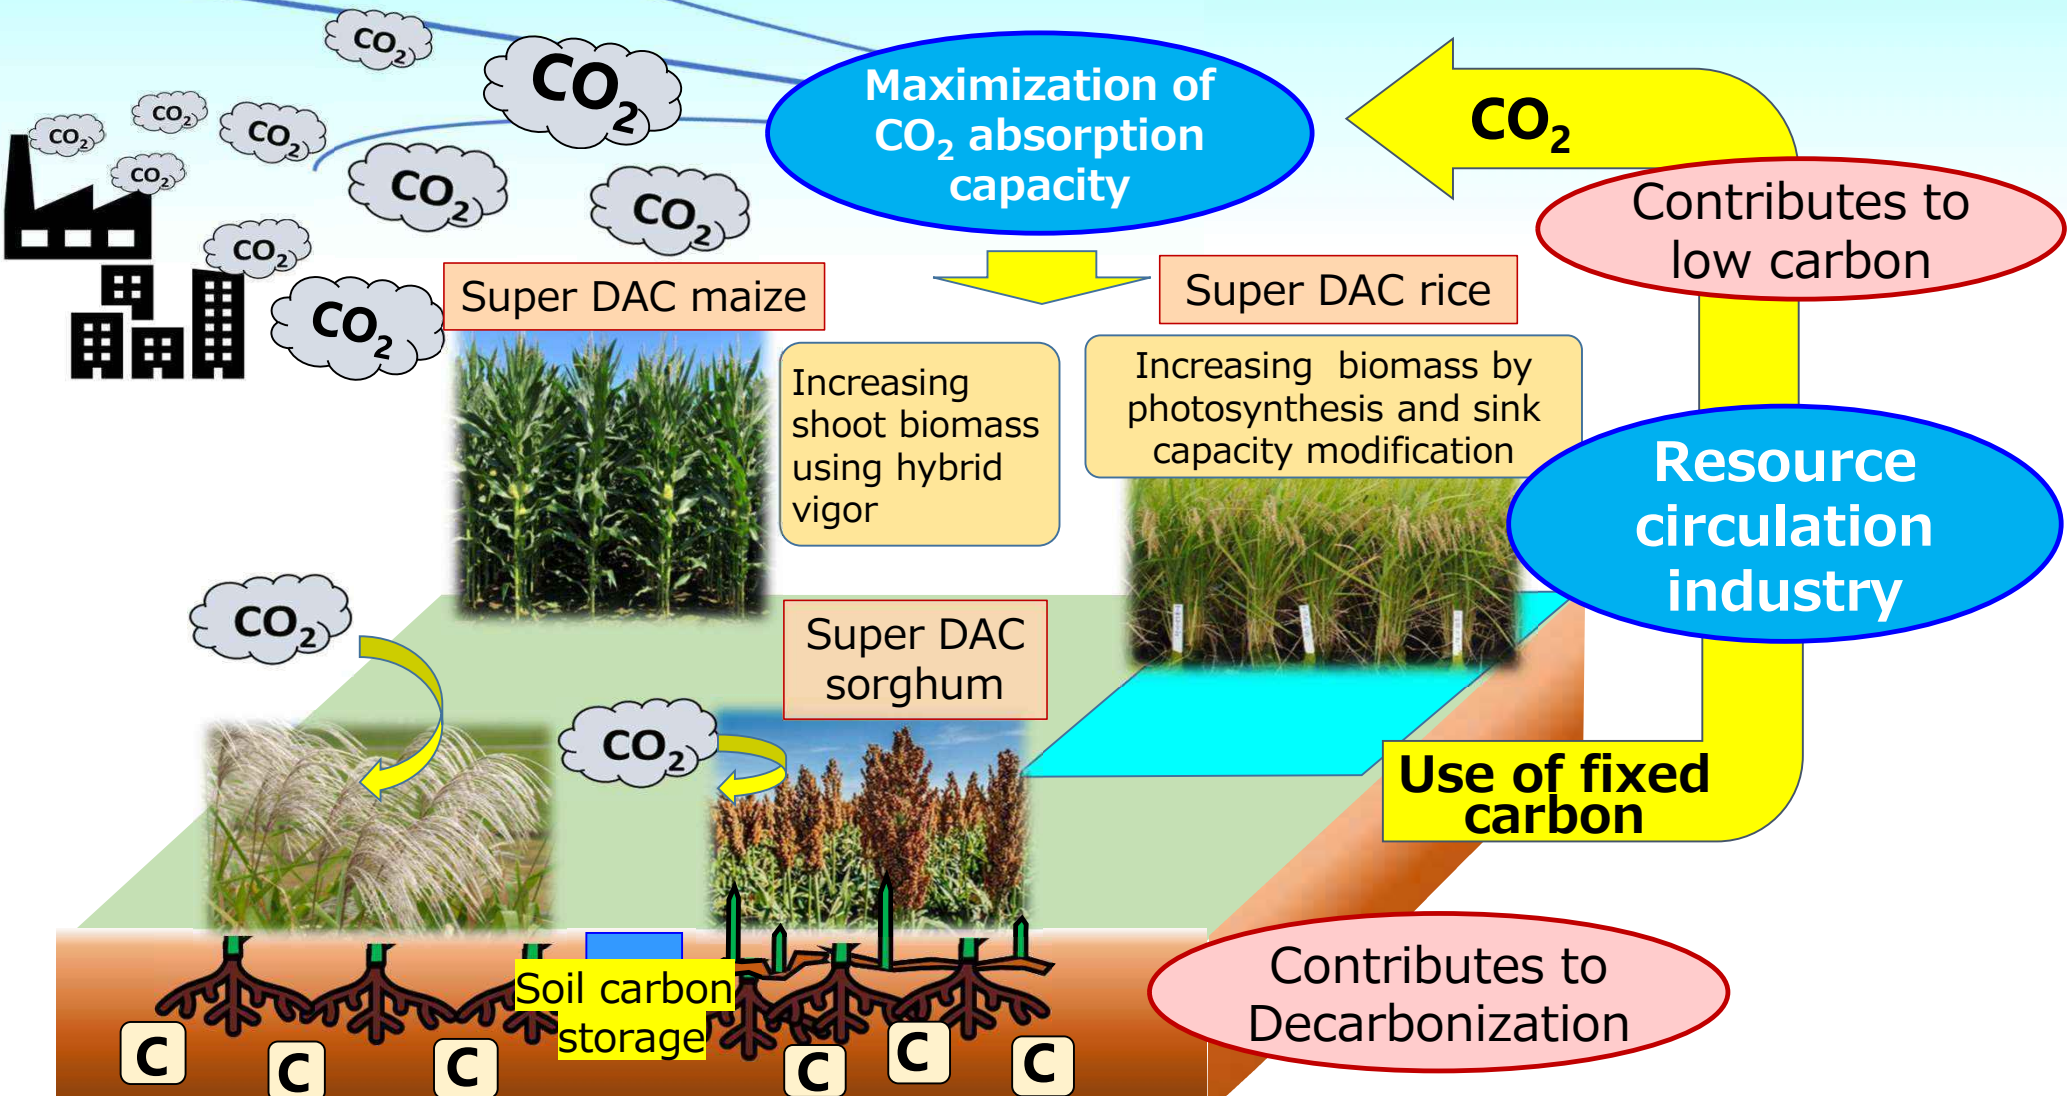 CO2
CO2
Maximization of
CO2 absorption
capacity
CO2
CO2
CO2
CO2
CO2
CO2
CO2
CO2
CO2
CO2
Contributes to
low carbon
Super DAC maize
Super DAC rice
Increasing
shoot biomass
using hybrid
vigor
Increasing biomass by
photosynthesis and sink
capacity modification
Resource
circulation
industry
CO2
Super DAC
sorghum
CO2
Use of fixed
carbon
Soil carbon
storage
Contributes to
Decarbonization
C
C
C
C
C
C